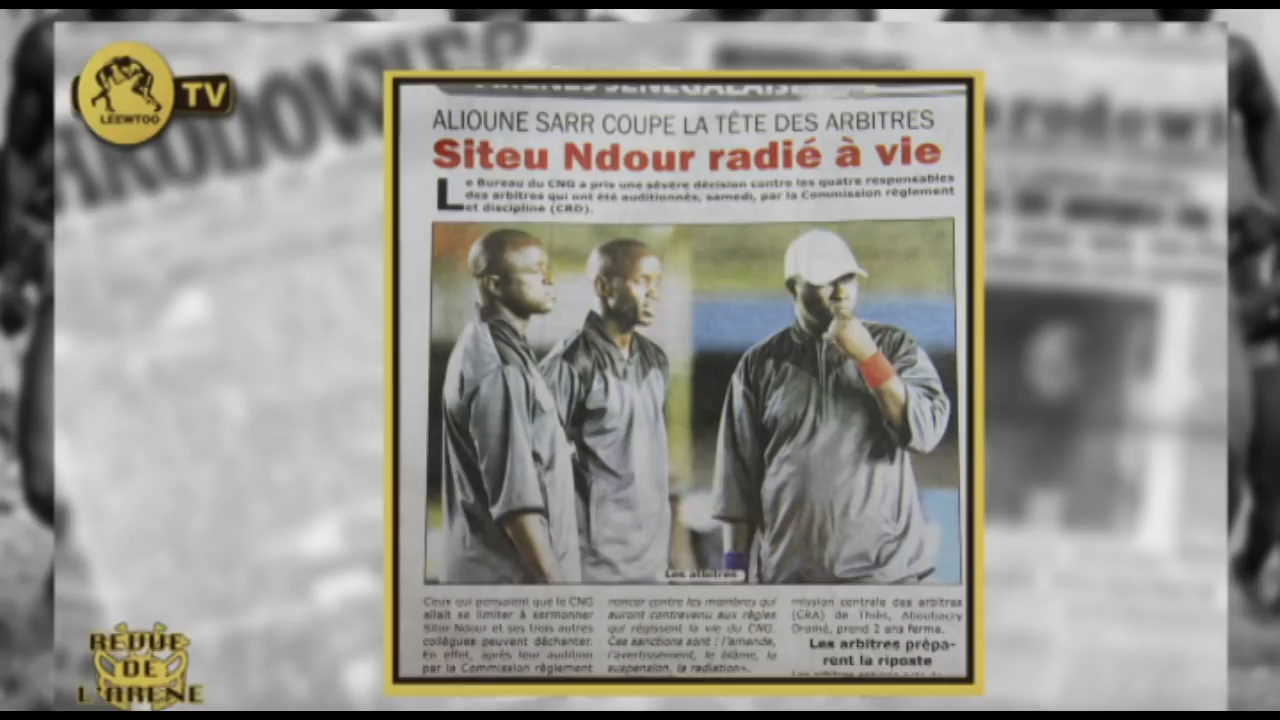 LEEWTOO
TV
ARENES SENEGALAISES
ALIOUNE SARR COUPE LA TÊTE DES ARBITRES
Siteu Ndour radié à vie
Le Bureau du CNG a pris une sévère décision contre les quatre responsables
des arbitres qui ont été auditionnés, samedi, par la Commission règlement
et discipline (CRD).
Les arbitres
Ceux qui pensaient que le CNG
allait se limiter à sermonner
Siteu Ndour et ses trois autres
collègues peuvent déchanter.
En effet, après leur audition
par la Commission règlement
noncer contre les membres qui
auront contrevenu aux règles
qui régissent la vie du CNG.
Ces sanctions sont : l'amende,
l'avertissement, le blâme, la
suspension, la radiation».
mission centrale des arbitres
(CRA) de Thiès, Aboubacry
Dramé, prend 2 ans ferme.
Les arbitres prépa-
rent la riposte
REVUE
DE
L'ARENE